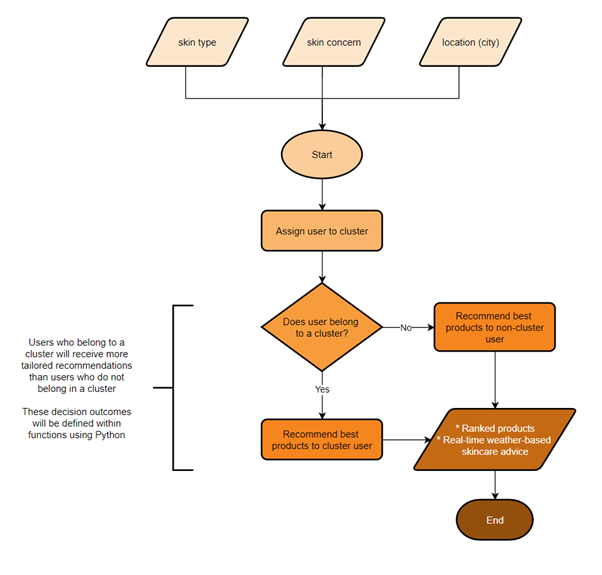 skin type
skin concern
location (city)
Start
Assign user to cluster
Does user belong
to a cluster?
No
Recommend best
products to non-cluster
user
Users who belong to a
cluster will receive more
tailored recommendations
than users who do not
belong in a cluster
These decision outcomes
will be defined within
functions using Python
Yes
Recommend best
products to cluster user
* Ranked products
* Real-time weather-based
skincare advice
End